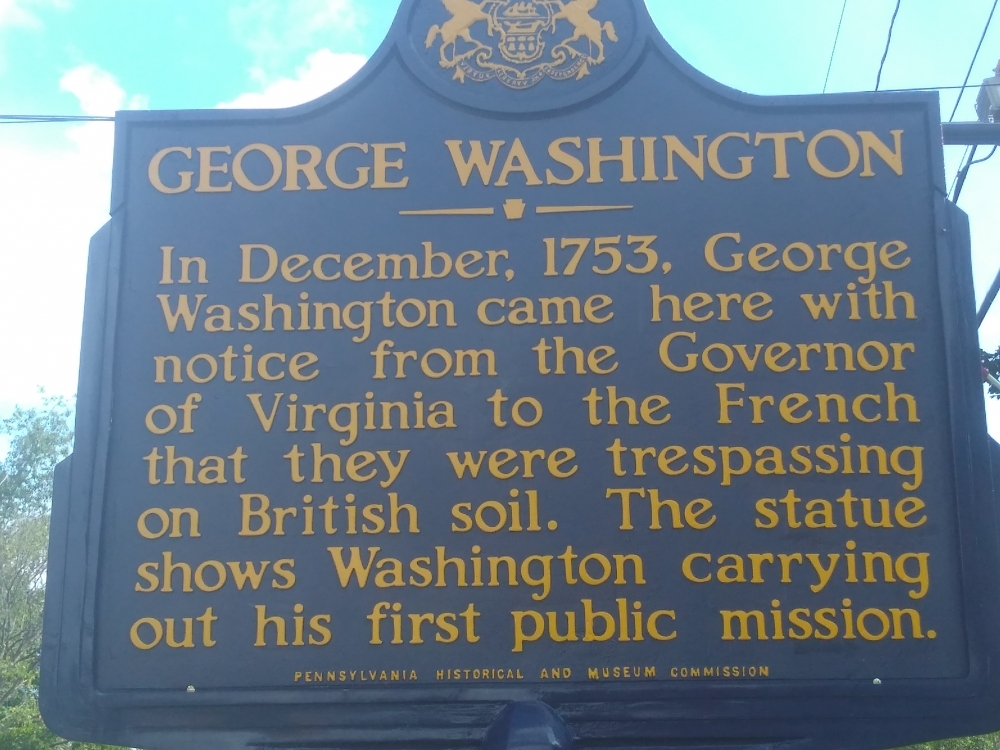 GEORGE WASHINGTON
In December, 1753, George
Washington came here with
notice from the Governor
of Virginia to the French
that they were trespassing
on British soil. The statue
shows Washington carrying
out his first public mission.
PENNSYLVANIA HISTORICAL AND MUSEUM COMMISSION